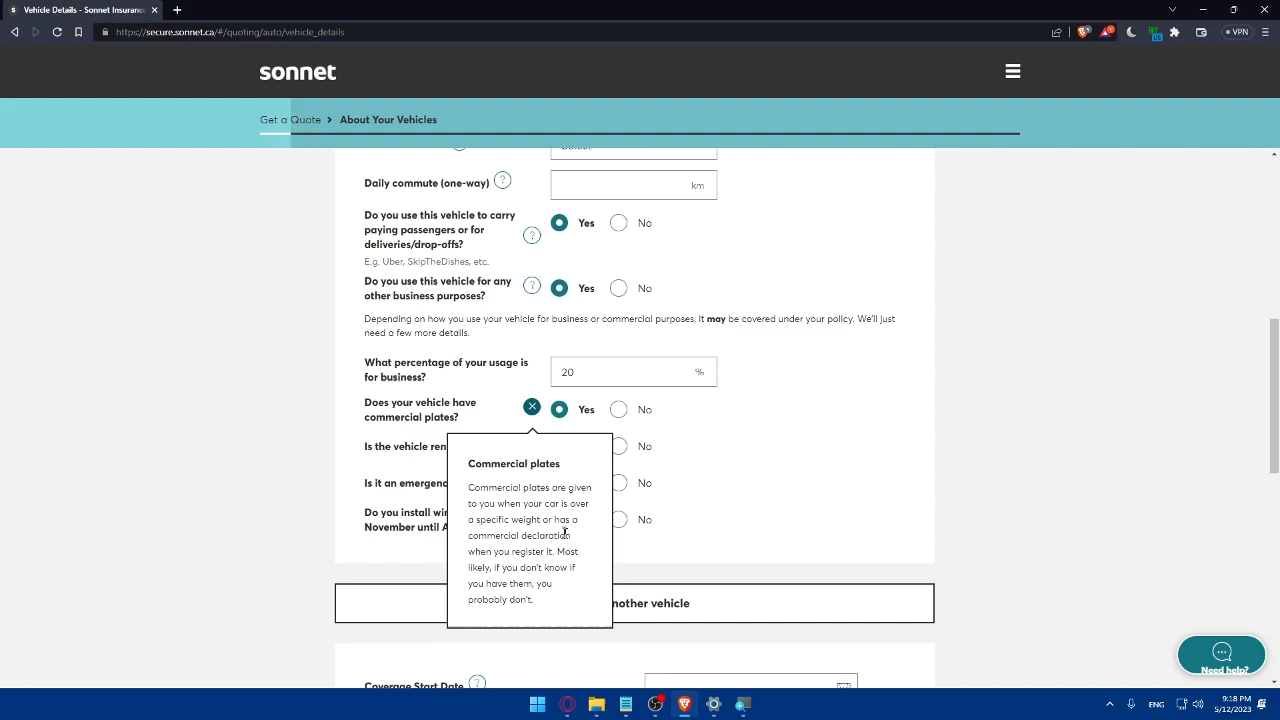 Vehicle Details - Sonnet Insuranc
https://secure.sonnet.ca/#/quoting/auto/vehicle_details
VPN
sonnet
Get a Quote > About Your Vehicles
Daily commute (one-way) ?
km
Do you use this vehicle to carry
paying passengers or for
deliveries/drop-offs? ?
Yes No
E.g. Uber, SkipTheDishes, etc.
Do you use this vehicle for any
other business purposes? ?
Yes No
Depending on how you use your vehicle for business or commercial purposes, it may be covered under your policy. We'll just
need a few more details.
What percentage of your usage is
for business?
20 %
Does your vehicle have
commercial plates?
Yes No
Is the vehicle ren
No
Is it an emergenc
No
Do you install win
November until A
No
Commercial plates
Commercial plates are given
to you when your car is over
a specific weight or has a
commercial declaration
when you register it. Most
likely, if you don't know if
you have them, you
probably don't.
nother vehicle
Coverage Start Date ?
Need help?
ENG
9:18 PM
5/12/2023